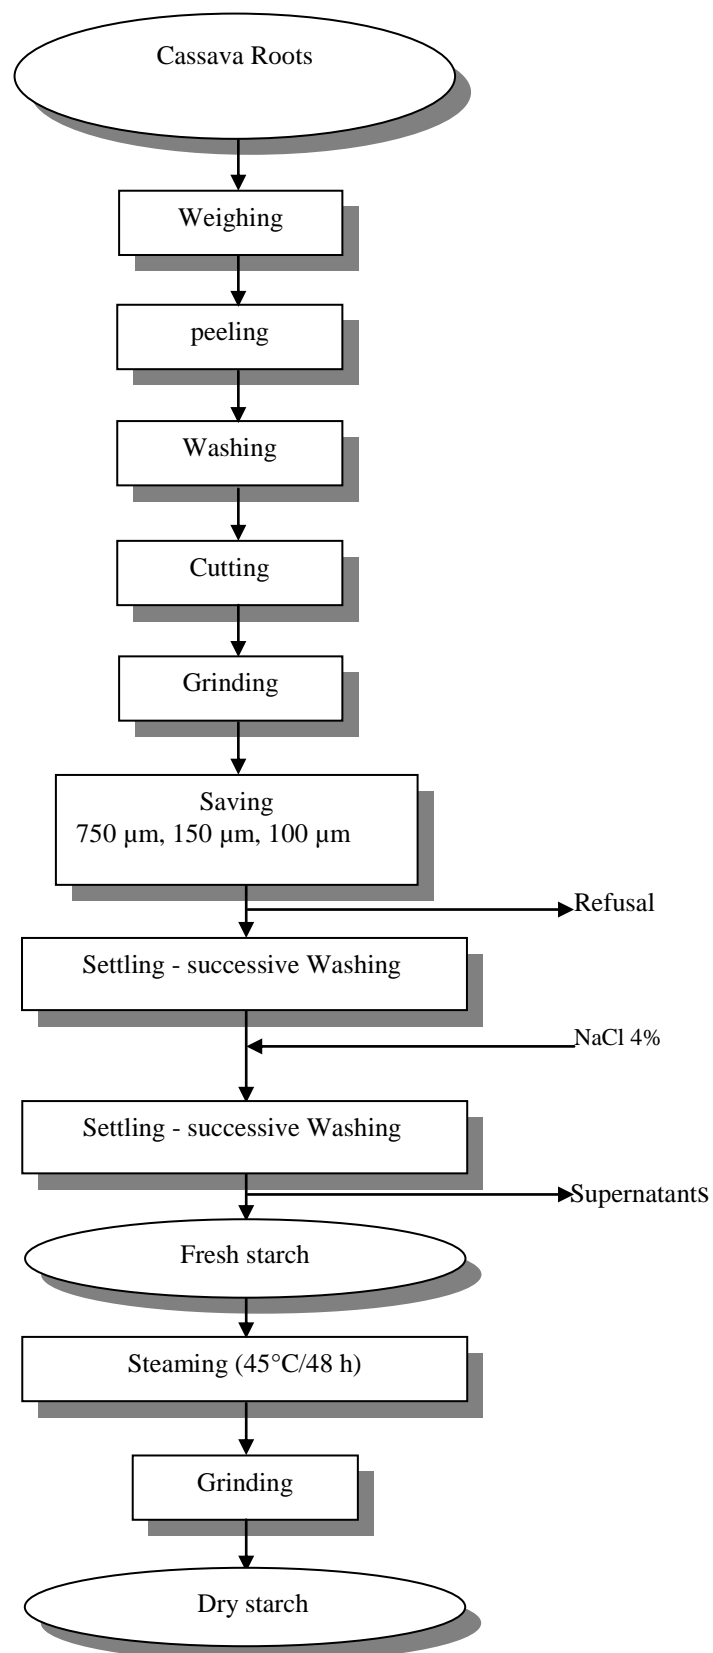 Cassava Roots
Weighing
peeling
Washing
Cutting
Grinding
Saving
750 µm, 150 µm, 100 µm
Refusal
Settling - successive Washing
NaCl 4%
Settling - successive Washing
Supernatants
Fresh starch
Steaming (45°C/48 h)
Grinding
Dry starch